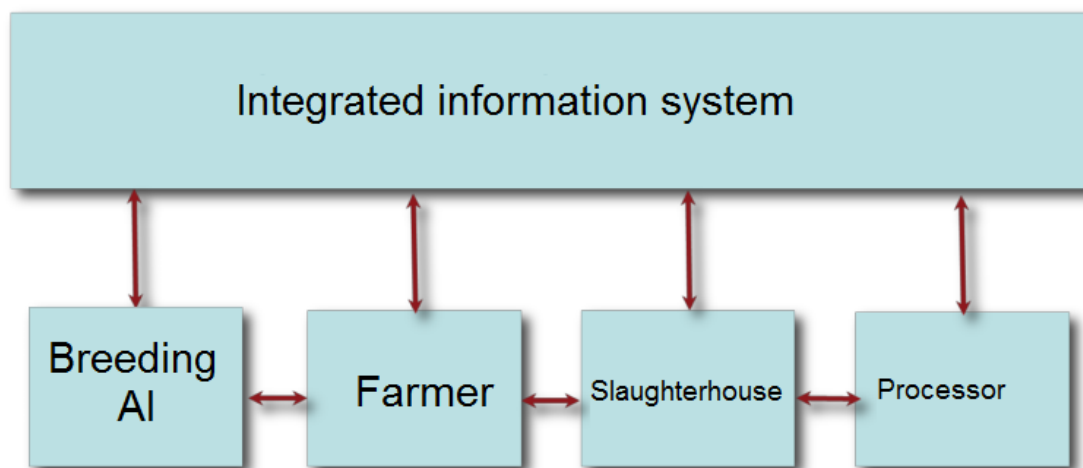 Integrated information system
Breeding
AI
Farmer
Slaughterhouse
Processor